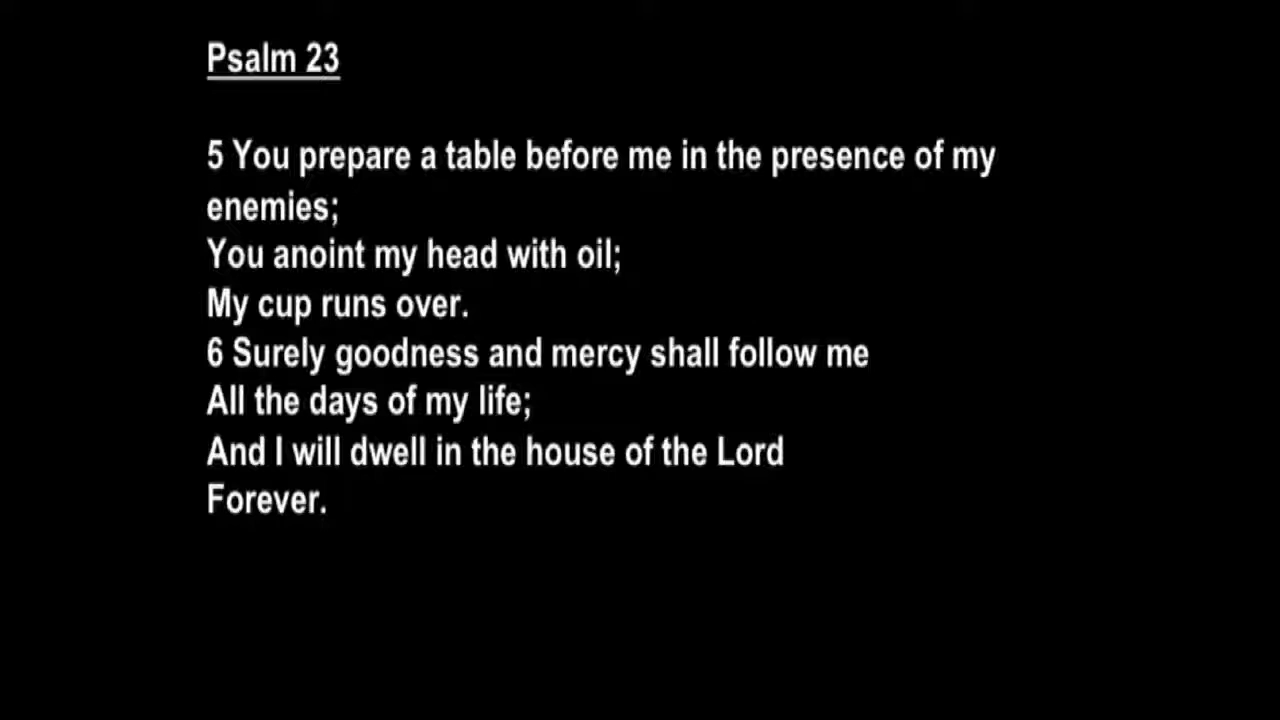 Psalm 23
5 You prepare a table before me in the presence of my
enemies;
You anoint my head with oil;
My cup runs over.
6 Surely goodness and mercy shall follow me
All the days of my life;
And I will dwell in the house of the Lord
Forever.